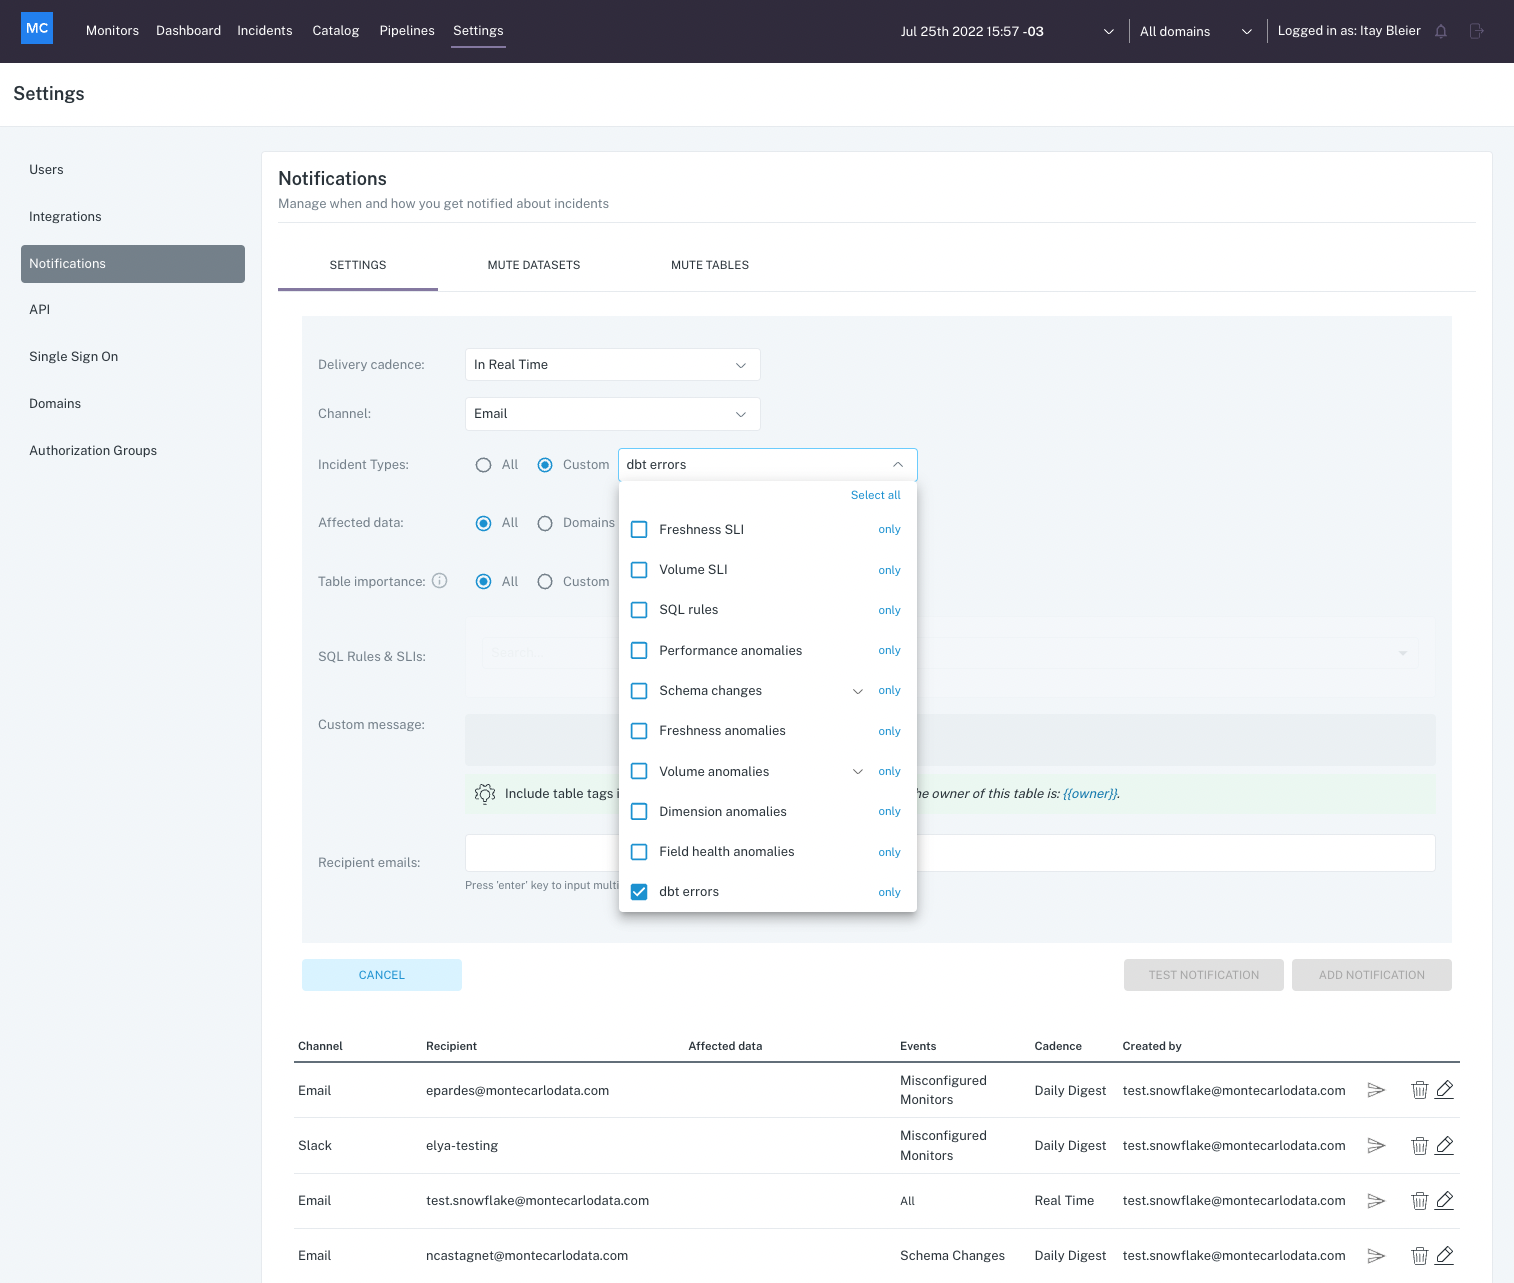 MC Monitors Dashboard Incidents Catalog Pipelines Settings Jul 25th 2022 15:57 -03 All domains Logged in as: Itay Bleier
Settings
Users
Integrations
Notifications
API
Single Sign On
Domains
Authorization Groups
Notifications
Manage when and how you get notified about incidents
SETTINGS MUTE DATASETS MUTE TABLES
Delivery cadence: In Real Time
Channel: Email
Incident Types: All Custom dbt errors
Select all
Affected data: All Domains
Freshness SLI only
Volume SLI only
Table importance: All Custom
SQL rules only
SQL Rules & SLIs: Search
Performance anomalies only
Schema changes only
Custom message:
Freshness anomalies only
Volume anomalies only
Include table tags i he owner of this table is: {{owner}}.
Dimension anomalies only
Field health anomalies only
Recipient emails:
Press 'enter' key to input multi
dbt errors only
CANCEL TEST NOTIFICATION ADD NOTIFICATION
Channel Recipient Affected data Events Cadence Created by
Email epardes@montecarlodata.com Misconfigured Monitors Daily Digest test.snowflake@montecarlodata.com
Slack elya-testing Misconfigured Monitors Daily Digest test.snowflake@montecarlodata.com
Email test.snowflake@montecarlodata.com All Real Time test.snowflake@montecarlodata.com
Email ncastagnet@montecarlodata.com Schema Changes Daily Digest test.snowflake@montecarlodata.com